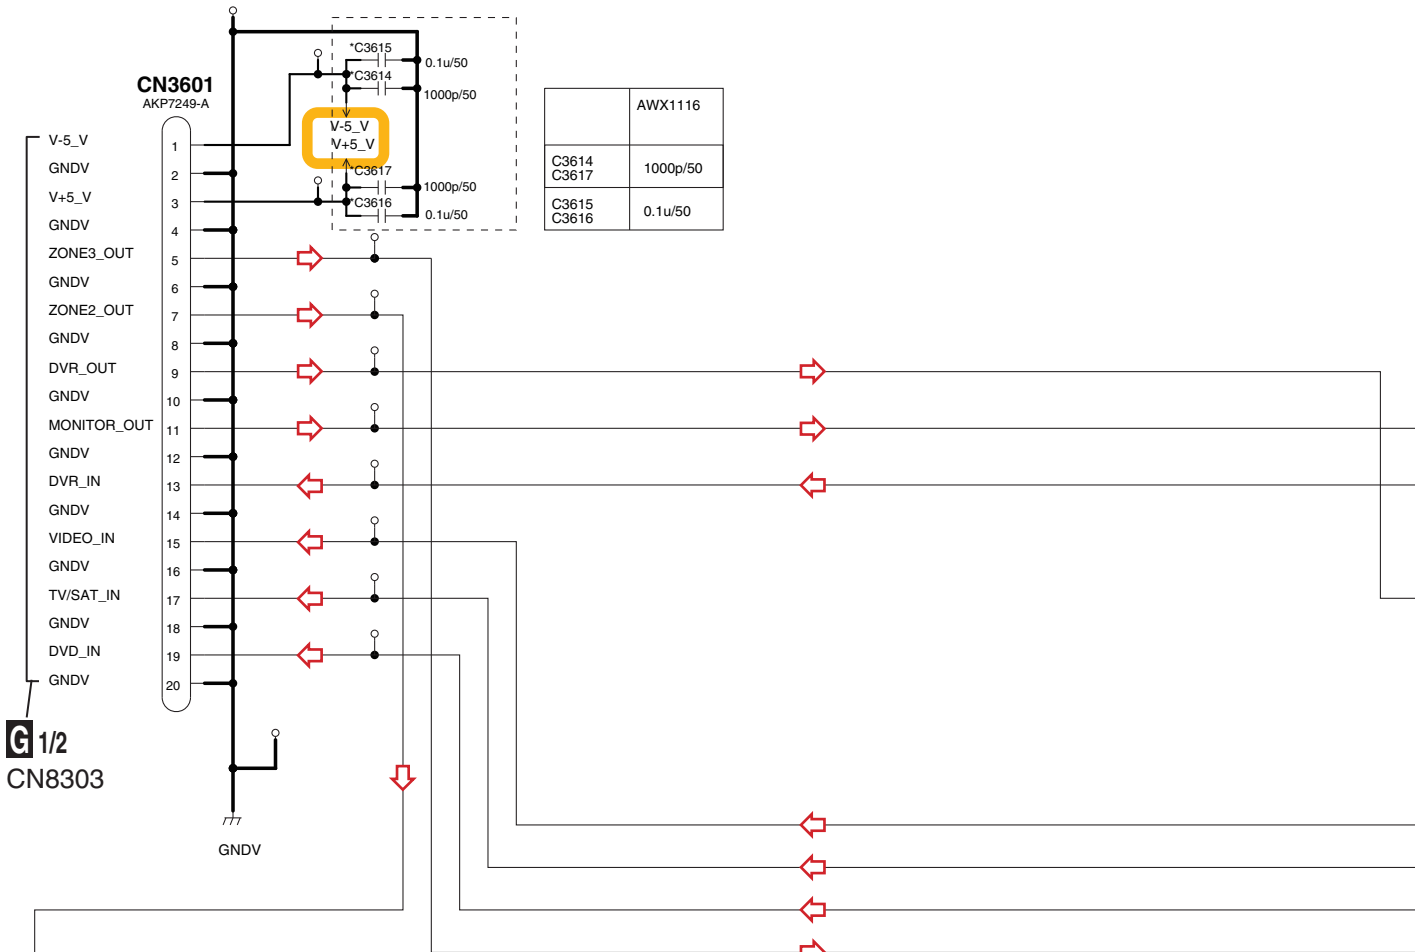 *C3615
0.1u/50
*C3614
1000p/50
CN3601
AKP7249-A
V-5_V
V+5_V
*C3617
1000p/50
*C3616
0.1u/50
AWX1116
C3614
C3617
1000p/50
C3615
C3616
0.1u/50
V-5_V 1
GNDV 2
V+5_V 3
GNDV 4
ZONE3_OUT 5
GNDV 6
ZONE2_OUT 7
GNDV 8
DVR_OUT 9
GNDV 10
MONITOR_OUT 11
GNDV 12
DVR_IN 13
GNDV 14
VIDEO_IN 15
GNDV 16
TV/SAT_IN 17
GNDV 18
DVD_IN 19
GNDV 20
G 1/2
CN8303
GNDV